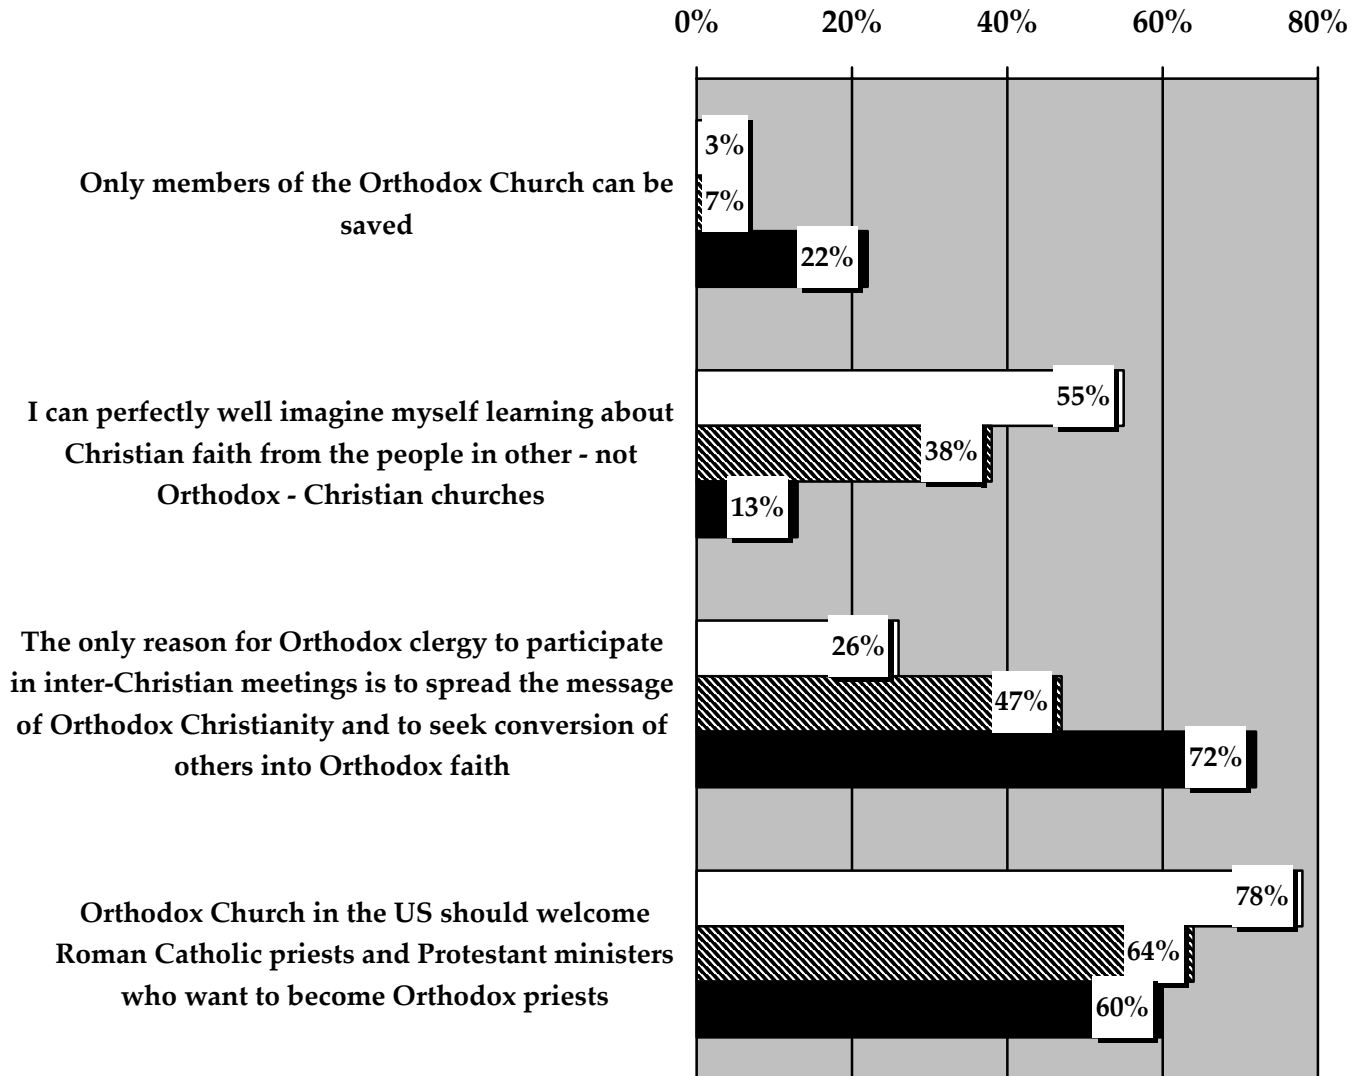 0% 20% 40% 60% 80%
Only members of the Orthodox Church can be
saved
3%
7%
22%
I can perfectly well imagine myself learning about
Christian faith from the people in other - not
Orthodox - Christian churches
55%
38%
13%
The only reason for Orthodox clergy to participate
in inter-Christian meetings is to spread the message
of Orthodox Christianity and to seek conversion of
others into Orthodox faith
26%
47%
72%
Orthodox Church in the US should welcome
Roman Catholic priests and Protestant ministers
who want to become Orthodox priests
78%
64%
60%